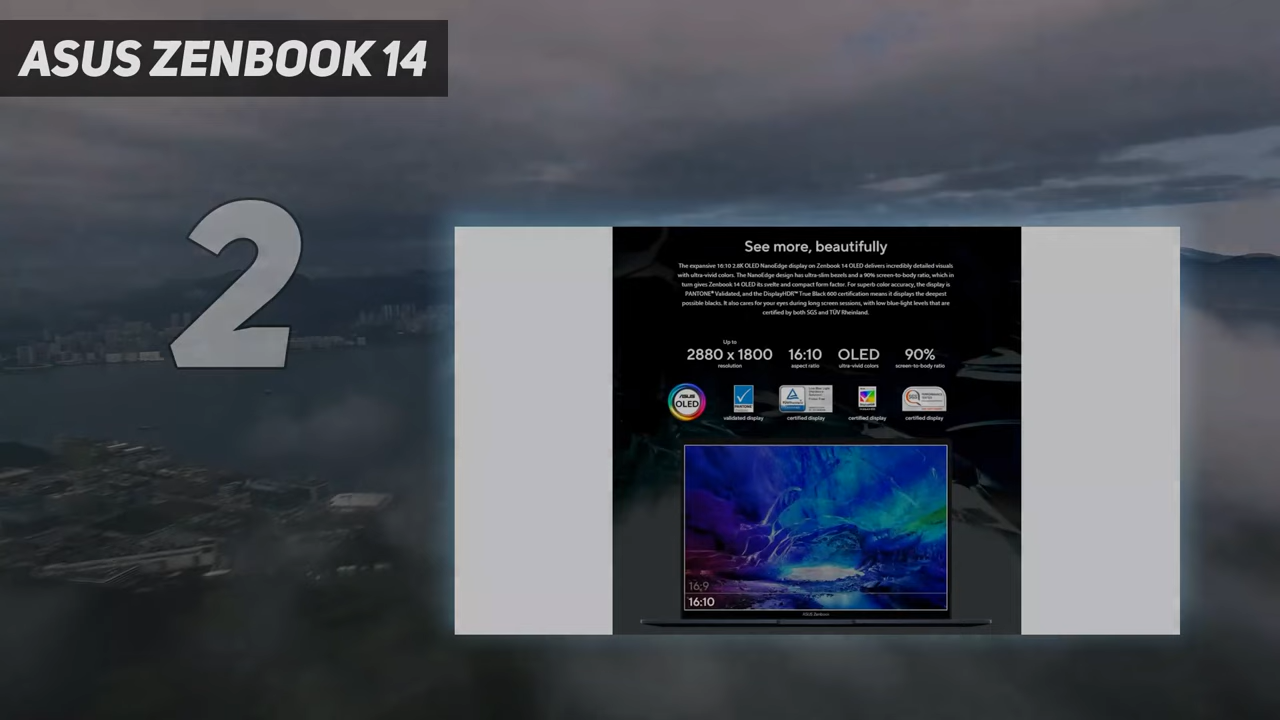 ASUS ZENBOOK 14
2
See more, beautifully
The expansive 16:10 2.8K OLED NanoEdge display on Zenbook 14 OLED delivers incredibly detailed visuals
with ultra-vivid colors. The NanoEdge design has ultra-slim bezels and a 90% screen-to-body ratio, which in
turn gives Zenbook 14 OLED its svelte and compact form factor. For superb color accuracy, the display is
PANTONE® Validated, and the DisplayHDR™ True Black 600 certification means it displays the deepest
possible blacks. It also cares for your eyes during long screen sessions, with low blue-light levels that are
certified by both SGS and TÜV Rheinland.
Up to
2880 x 1800 16:10 OLED 90%
resolution aspect ratio ultra-vivid colors screen-to-body ratio
ASUS
OLED
PANTONE
validated display certified display certified display certified display
16:9
16:10
ASUS Zenbook